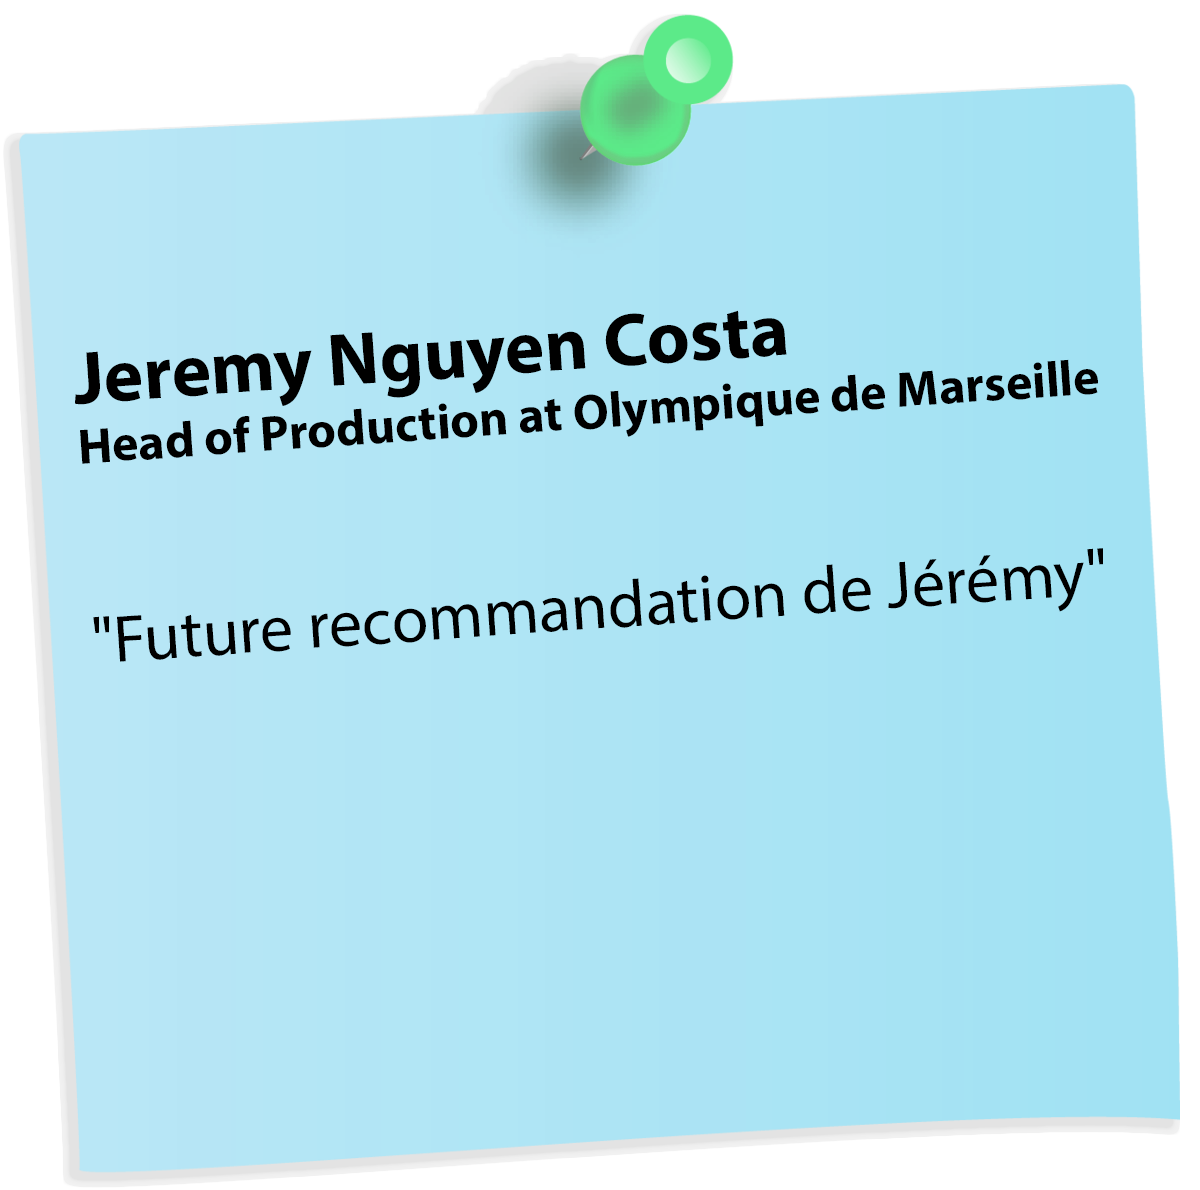 Jeremy Nguyen Costa
Head of Production at Olympique de Marseille
"Future recommandation de Jérémy"